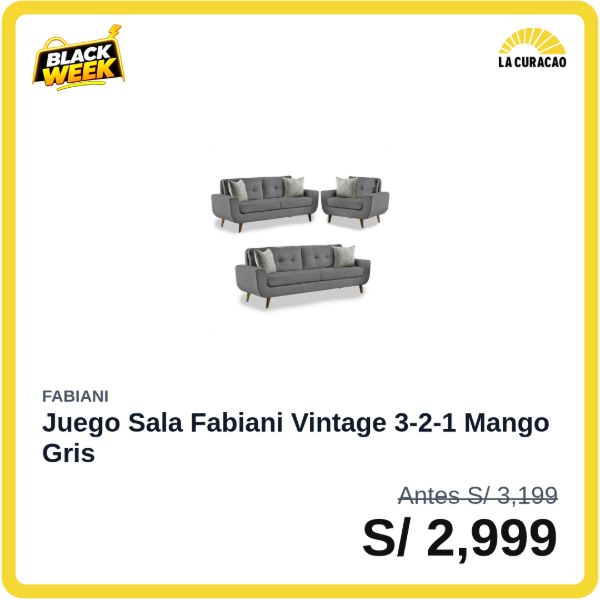 BLACK
WEEK
LA CURACAO
FABIANI
Juego Sala Fabiani Vintage 3-2-1 Mango
Gris
Antes S/ 3,199
S/ 2,999